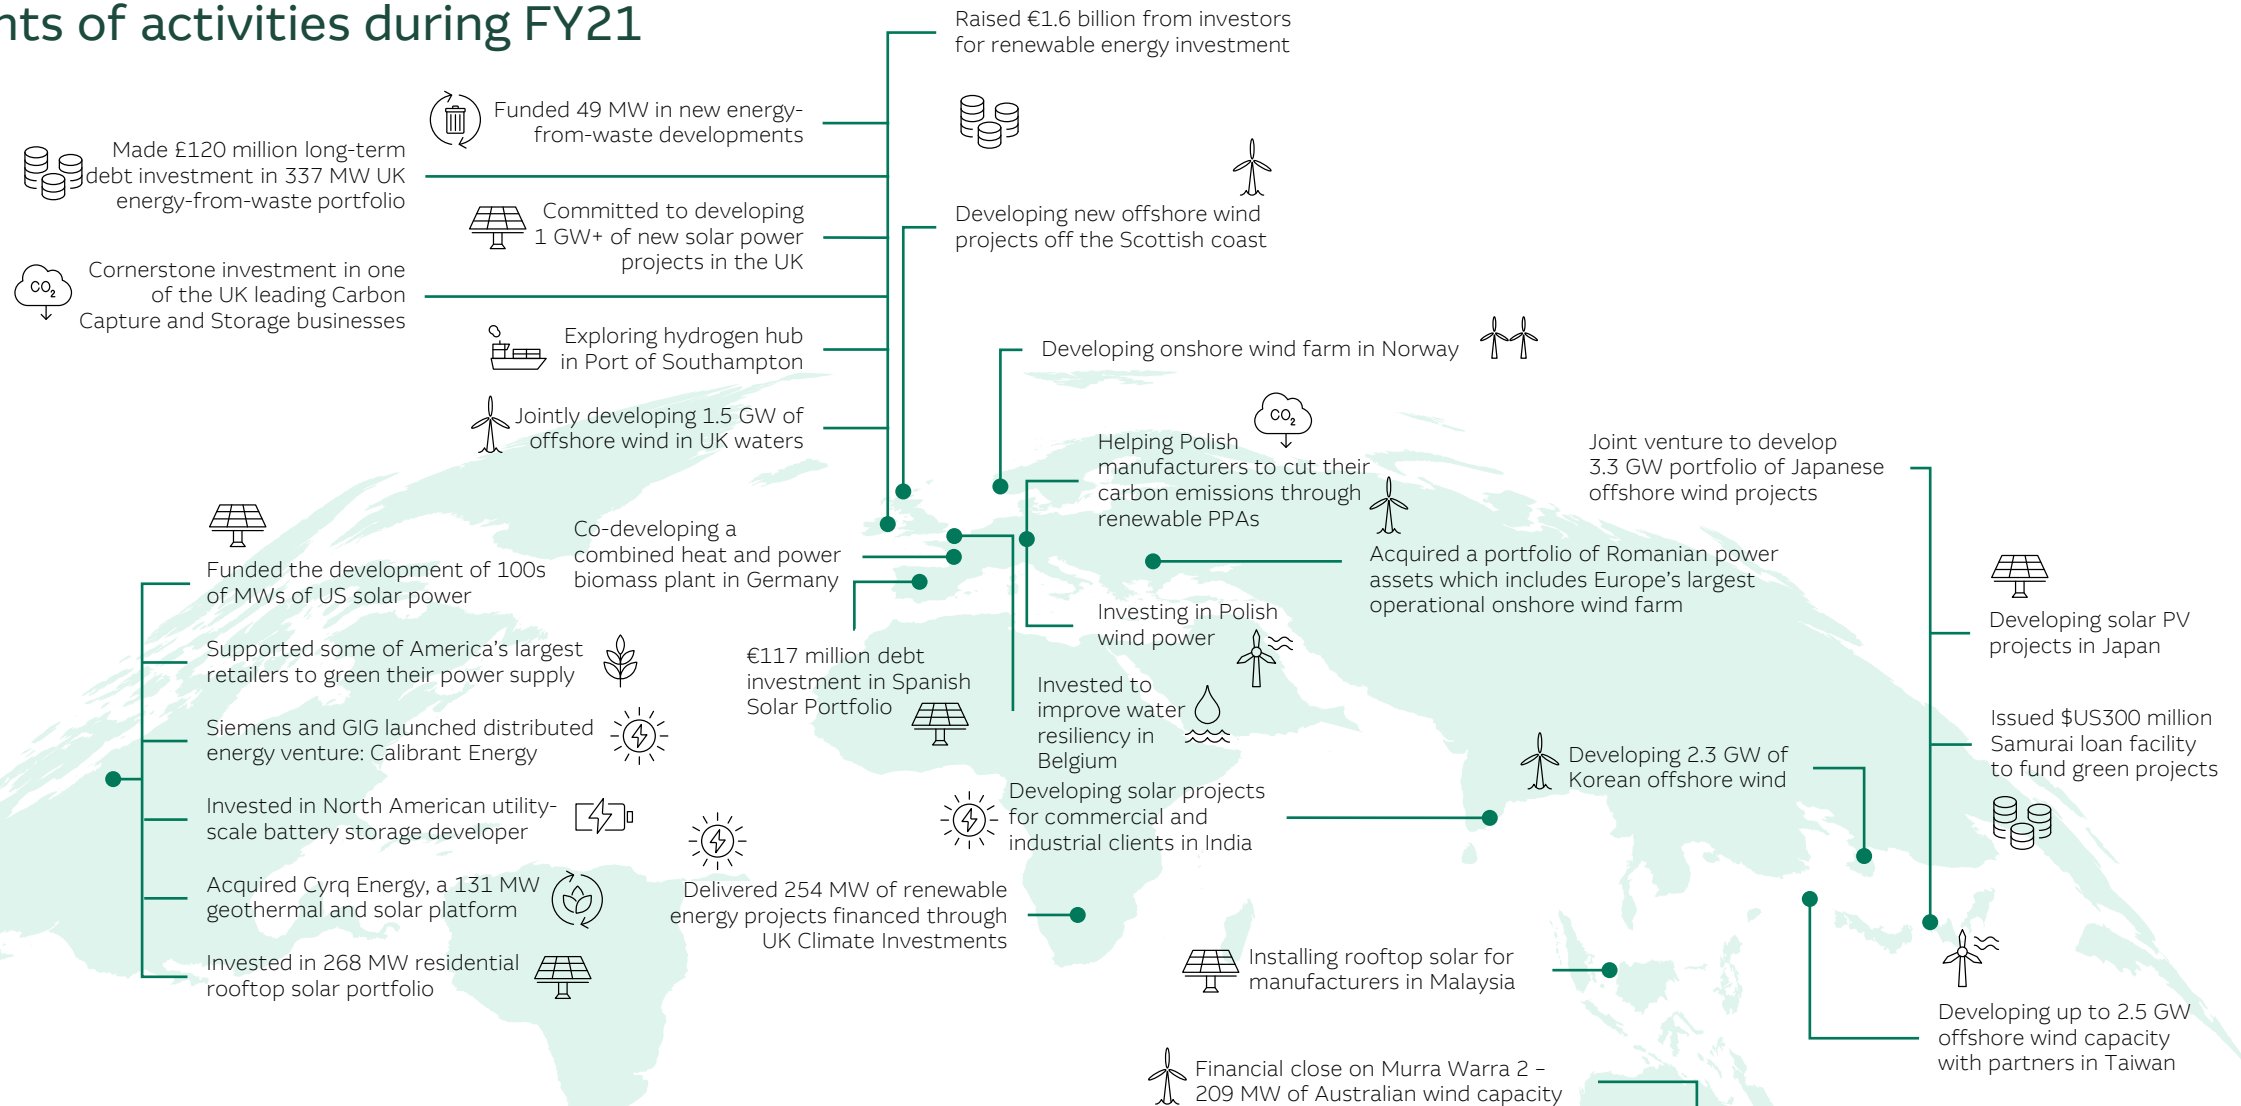 nts of activities during FY21
Raised €1.6 billion from investors
for renewable energy investment
Funded 49 MW in new energy-
from-waste developments
Made £120 million long-term
debt investment in 337 MW UK
energy-from-waste portfolio
Committed to developing
1 GW+ of new solar power
projects in the UK
Developing new offshore wind
projects off the Scottish coast
CO₂
Cornerstone investment in one
of the UK leading Carbon
Capture and Storage businesses
Exploring hydrogen hub
in Port of Southampton
Developing onshore wind farm in Norway
Jointly developing 1.5 GW of
offshore wind in UK waters
CO₂
Helping Polish
manufacturers to cut their
carbon emissions through
renewable PPAs
Joint venture to develop
3.3 GW portfolio of Japanese
offshore wind projects
Co-developing a
combined heat and power
biomass plant in Germany
Acquired a portfolio of Romanian power
assets which includes Europe's largest
operational onshore wind farm
Funded the development of 100s
of MWs of US solar power
Investing in Polish
wind power
Developing solar PV
projects in Japan
Supported some of America's largest
retailers to green their power supply
€117 million debt
investment in Spanish
Solar Portfolio
Invested to
improve water
resiliency in
Belgium
Issued $US300 million
Samurai loan facility
to fund green projects
Siemens and GIG launched distributed
energy venture: Calibrant Energy
Developing 2.3 GW of
Korean offshore wind
Developing solar projects
for commercial and
industrial clients in India
Invested in North American utility-
scale battery storage developer
Acquired Cyrq Energy, a 131 MW
geothermal and solar platform
Delivered 254 MW of renewable
energy projects financed through
UK Climate Investments
Invested in 268 MW residential
rooftop solar portfolio
Installing rooftop solar for
manufacturers in Malaysia
Developing up to 2.5 GW
offshore wind capacity
with partners in Taiwan
Financial close on Murra Warra 2 –
209 MW of Australian wind capacity